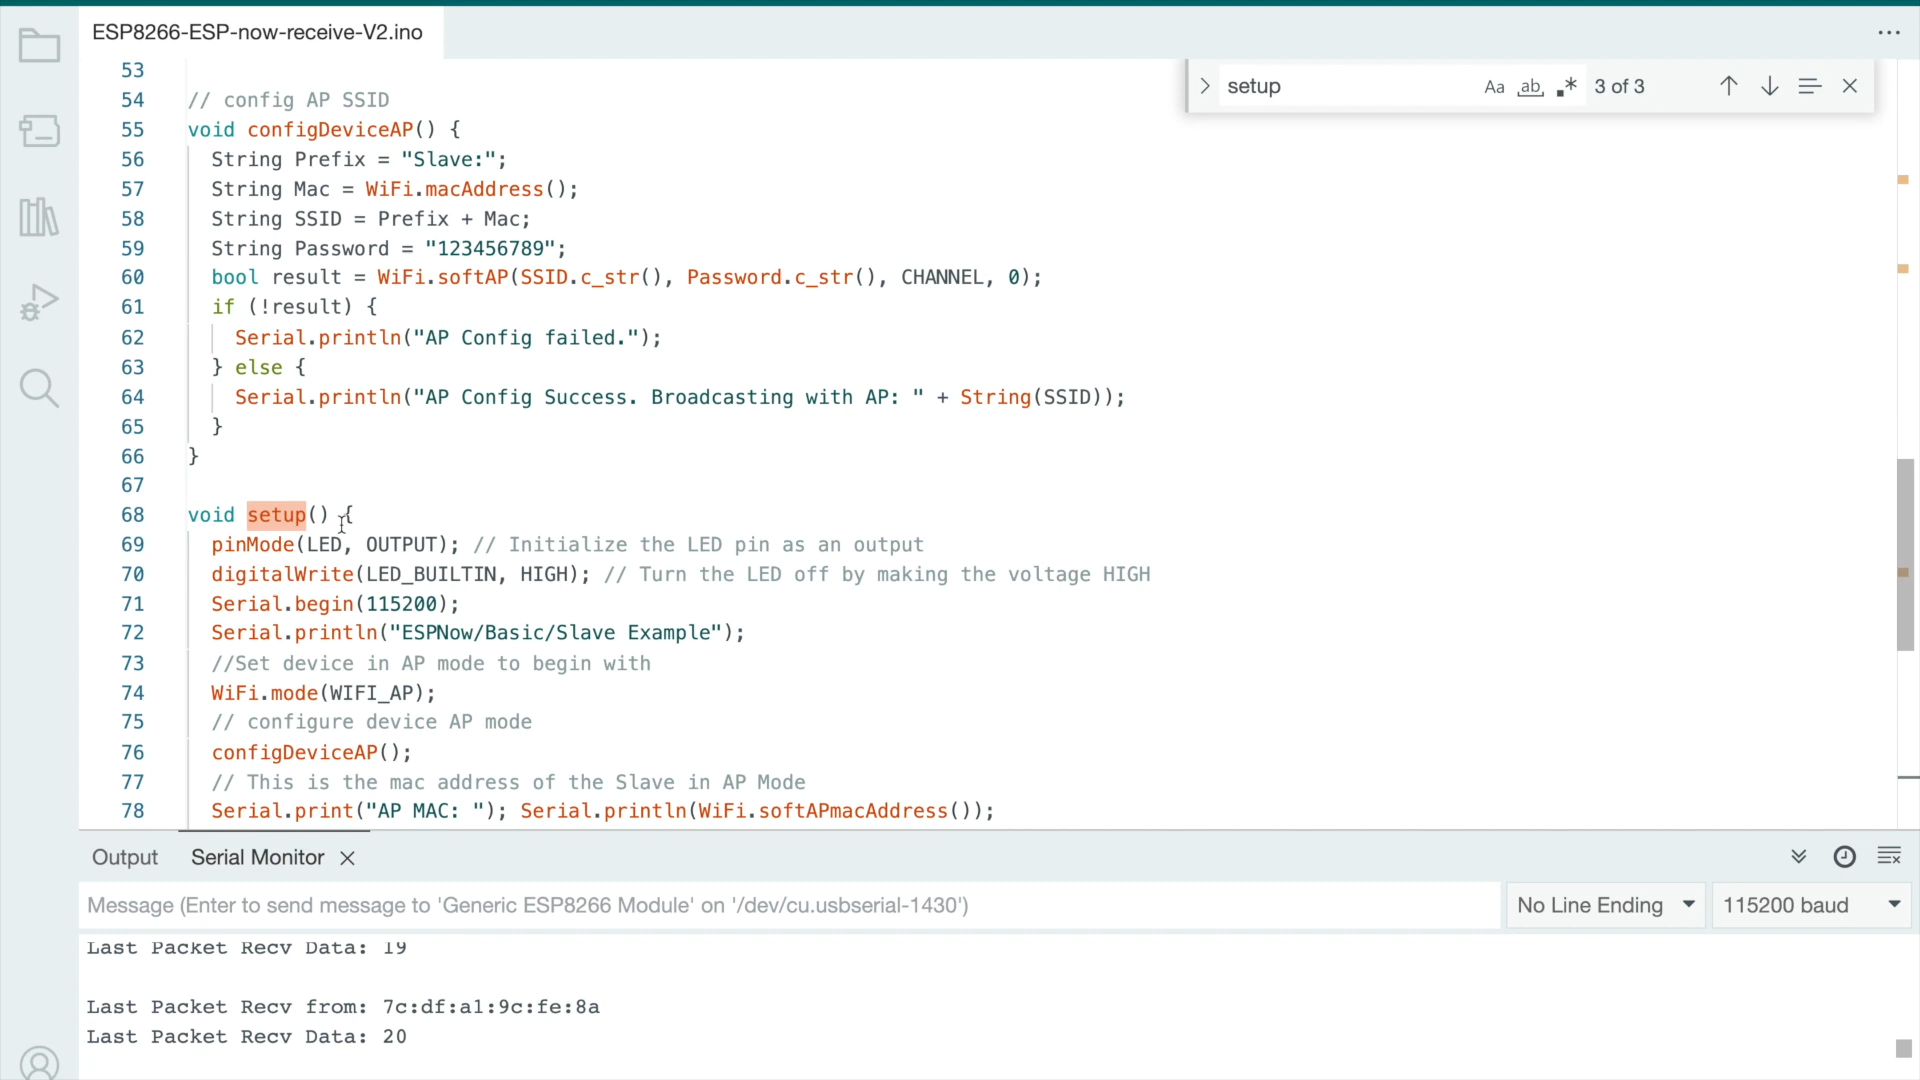 ESP8266-ESP-now-receive-V2.ino
setup
Aa ab .* 3 of 3
53
54 // config AP SSID
55 void configDeviceAP() {
56 String Prefix = "Slave:";
57 String Mac = WiFi.macAddress();
58 String SSID = Prefix + Mac;
59 String Password = "123456789";
60 bool result = WiFi.softAP(SSID.c_str(), Password.c_str(), CHANNEL, 0);
61 if (!result) {
62 Serial.println("AP Config failed.");
63 } else {
64 Serial.println("AP Config Success. Broadcasting with AP: " + String(SSID));
65 }
66 }
67
68 void setup() {
69 pinMode(LED, OUTPUT); // Initialize the LED pin as an output
70 digitalWrite(LED_BUILTIN, HIGH); // Turn the LED off by making the voltage HIGH
71 Serial.begin(115200);
72 Serial.println("ESPNow/Basic/Slave Example");
73 //Set device in AP mode to begin with
74 WiFi.mode(WIFI_AP);
75 // configure device AP mode
76 configDeviceAP();
77 // This is the mac address of the Slave in AP Mode
78 Serial.print("AP MAC: "); Serial.println(WiFi.softAPmacAddress());
Output Serial Monitor
Message (Enter to send message to 'Generic ESP8266 Module' on '/dev/cu.usbserial-1430')
No Line Ending
115200 baud
Last Packet Recv Data: 19
Last Packet Recv from: 7c:df:a1:9c:fe:8a
Last Packet Recv Data: 20